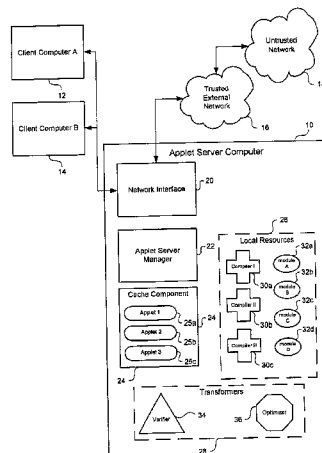 Client Computer A
12
Client Computer B
14
Untrusted
Network
Trusted
External
Network
16
10
Applet Server Computer
Network Interface
20
Applet Server
Manager
22
Cache Component
Applet 1
25a
Applet 2
25b
Applet 3
25c
24
24
26
Local Resources
Compiler I
30a
Compiler II
30b
Compiler III
30c
module
A
32a
module
B
32b
module
C
32c
module
D
32d
Transformers
Verifier
34
Optimizer
36
28